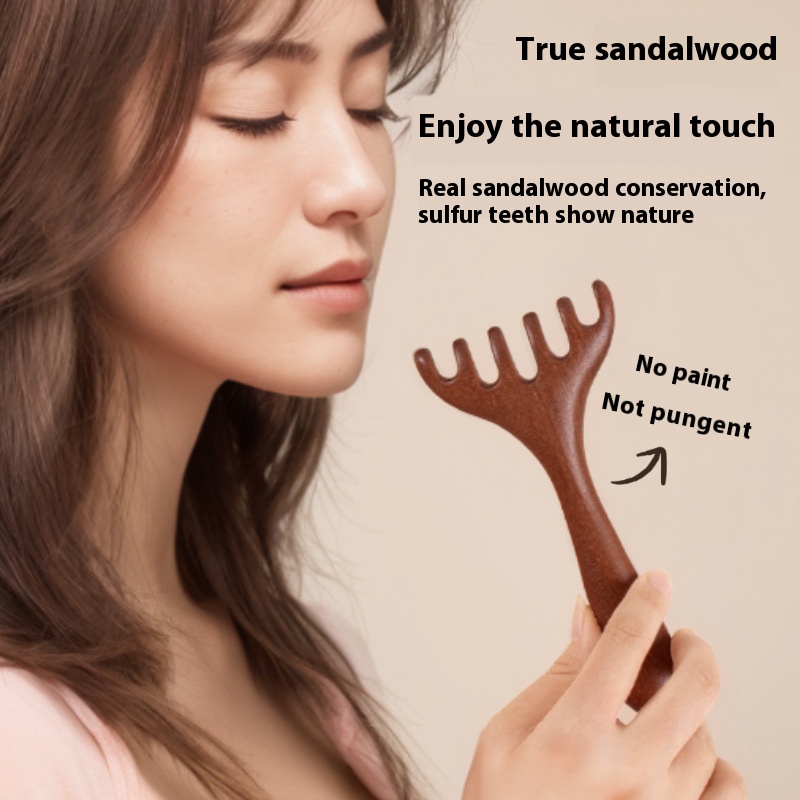 True sandalwood
Enjoy the natural touch
Real sandalwood conservation,
sulfur teeth show nature
No paint
Not pungent